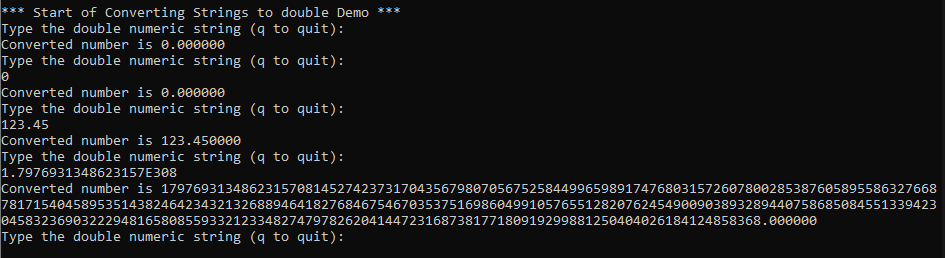 *** Start of Converting Strings to double Demo ***
Type the double numeric string (q to quit):
Converted number is 0.000000
Type the double numeric string (q to quit):
0
Converted number is 0.000000
Type the double numeric string (q to quit):
123.45
Converted number is 123.450000
Type the double numeric string (q to quit):
1.7976931348623157E308
Converted number is 1797693134862315708145274237317043567980705675258449965989174768031572607800285387605895586327668
7817154045895351438246423432132688946418276846754670353751698604991057655128207624549009038932894407586850845513394230
4583236903222948165808559332123348274797826204144723168738177180919299881250404026184124858368.000000
Type the double numeric string (q to quit):